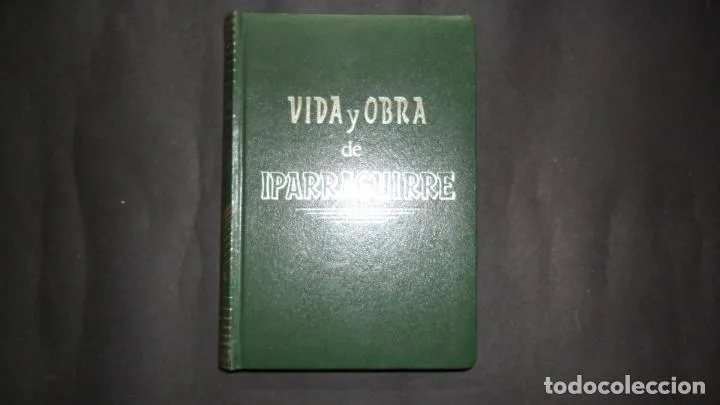 VIDA y OBRA
de
IPARRAGUIRRE
todocoleccion